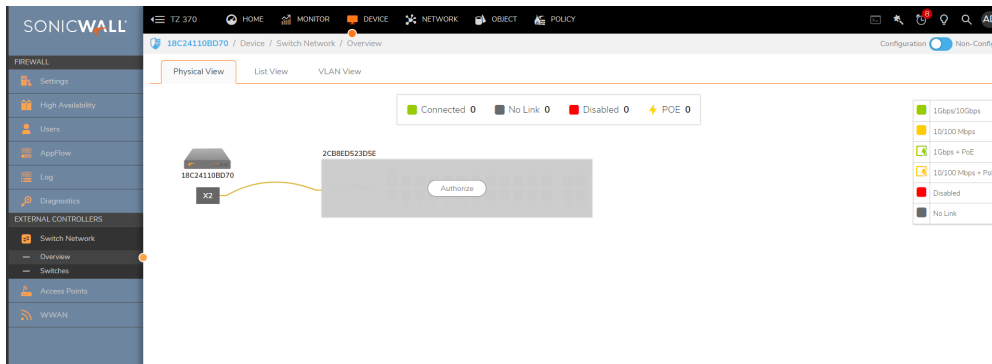 SONICWALL
TZ 370 HOME MONITOR DEVICE NETWORK OBJECT POLICY 8
18C24110BD70 / Device / Switch Network / Overview Configuration
FIREWALL
Settings
High Availability
Users
AppFlow
Log
Diagnostics
EXTERNAL CONTROLLERS
Switch Network
Overview
Switches
Access Points
WWAN
Physical View List View VLAN View
Connected 0 No Link 0 Disabled 0 POE 0
18C24110BD70
X2
2CB8ED523D5E
Authorize
1Gbps/10Gbps
10/100 Mbps
1Gbps + PoE
10/100 Mbps +
Disabled
No Link